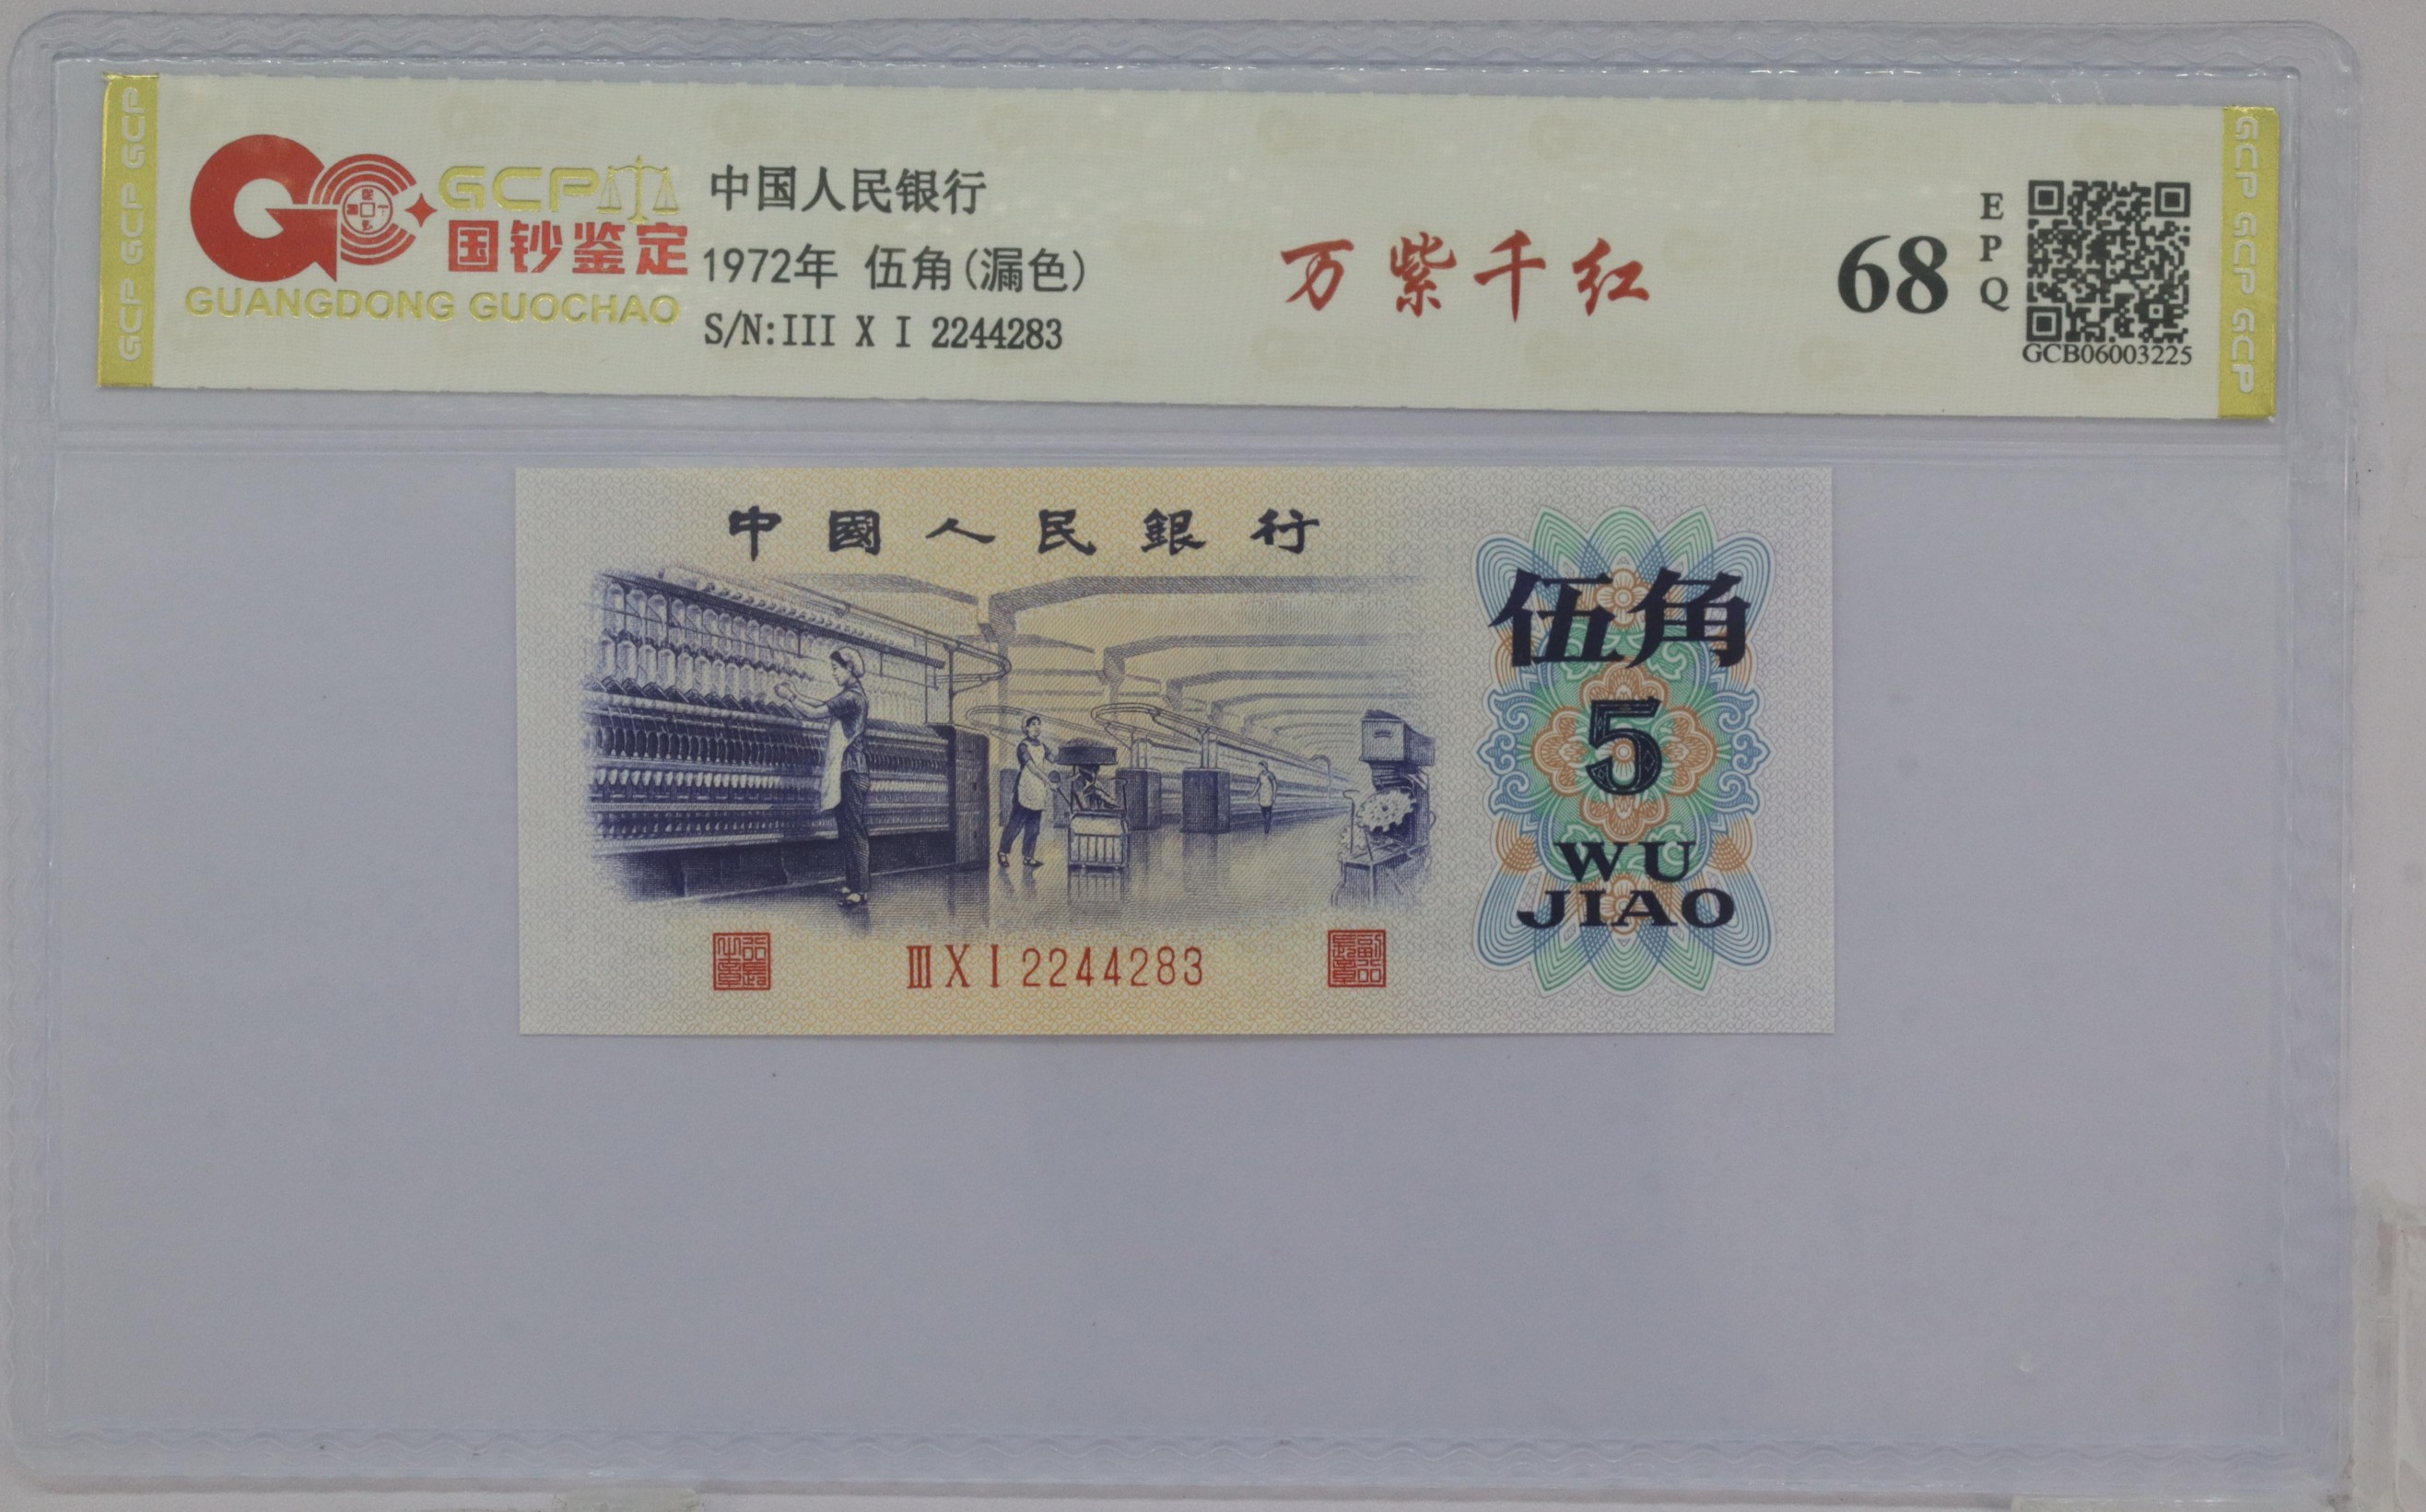 GCP GCP GCP
GCP
国钞鉴定
GUANGDONG GUOCHAO
中国人民银行
1972年 伍角(漏色)
S/N:III X I 2244283
万紫千红
68
EPQ
GCB06003225
GCP GCP GCP
中國人民銀行
伍角
5
WU
JIAO
ⅢⅩⅠ2244283